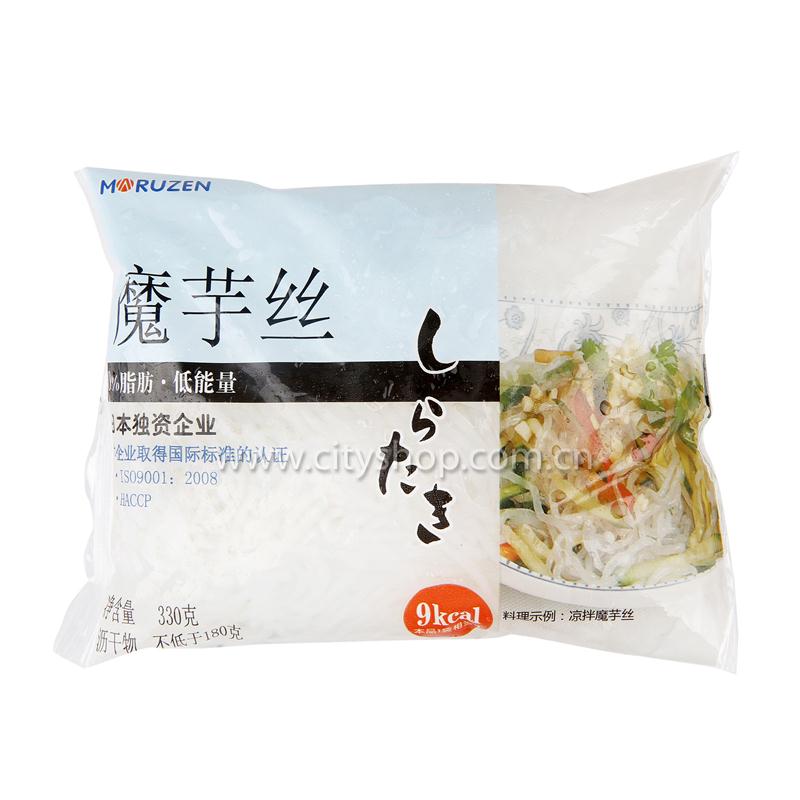 MARUZEN
魔芋丝
%脂肪·低能量
本独资企业
企业取得国际标准的认证
·ISO9001: 2008
·HACCP
しらたき
www.cityshop.com.cn
净含量 330克
沥干物 不低于180克
9kcal
料理示例：凉拌魔芋丝